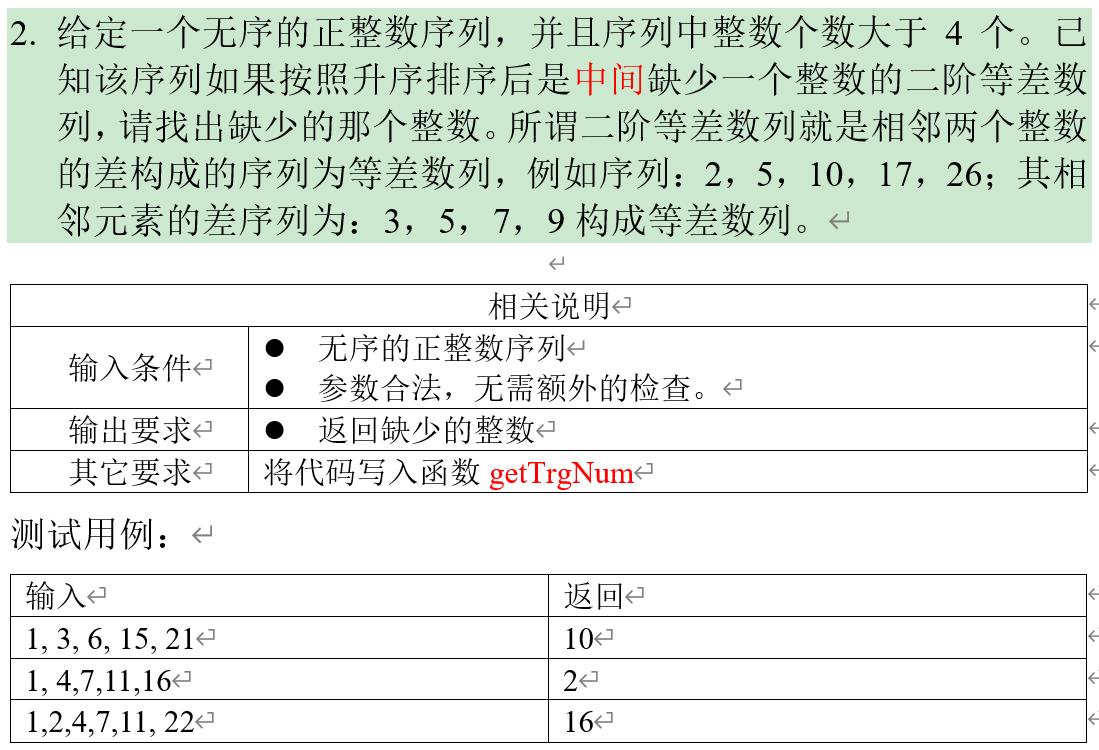 2. 给定一个无序的正整数序列，并且序列中整数个数大于 4 个。已
知该序列如果按照升序排序后是中间缺少一个整数的二阶等差数
列，请找出缺少的那个整数。所谓二阶等差数列就是相邻两个整数
的差构成的序列为等差数列，例如序列：2，5，10，17，26；其相
邻元素的差序列为：3，5，7，9 构成等差数列。↵
↵
相关说明↵
输入条件↵
● 无序的正整数序列↵
● 参数合法，无需额外的检查。↵
输出要求↵
● 返回缺少的整数↵
其它要求↵
将代码写入函数 getTrgNum↵
测试用例：↵
输入↵
返回↵
1, 3, 6, 15, 21↵
10↵
1, 4,7,11,16↵
2↵
1,2,4,7,11, 22↵
16↵